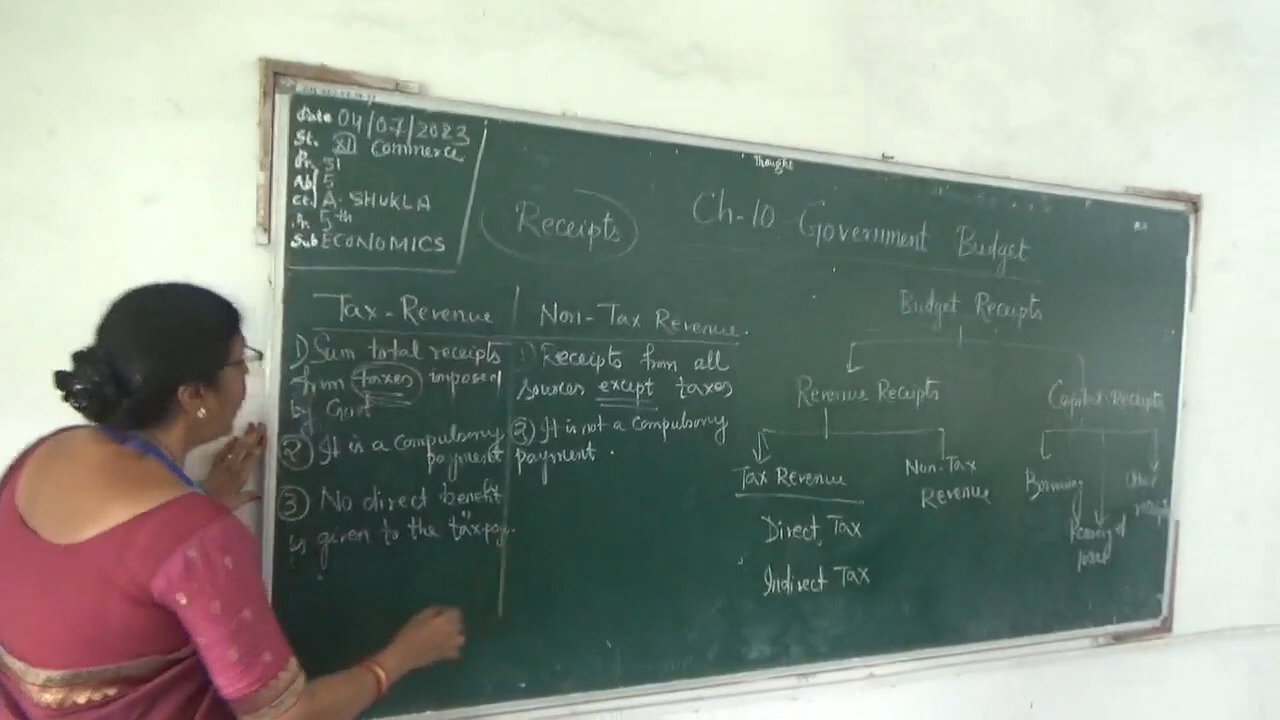 Date 04/07/2023
St. XII Commerce
Pr. 31
Ab 5
CT. A. SHUKLA
Pr. 5th
Sub ECONOMICS
Receipts
Thought
Ch-10 Government Budget
Tax-Revenue
1) Sum total receipts
from taxes imposed
by Govt
2) It is a compulsory
payment
3) No direct benefit
is given to the tax-pay
Non-Tax Revenue.
1) Receipts from all
sources except taxes
2) It is not a compulsory
payment.
Budget Receipts
Revenue Receipts
Capital Receipts
Tax Revenue
Non-Tax
Revenue
Direct Tax
Indirect Tax
Borrowing
Recovery of
loans
Other